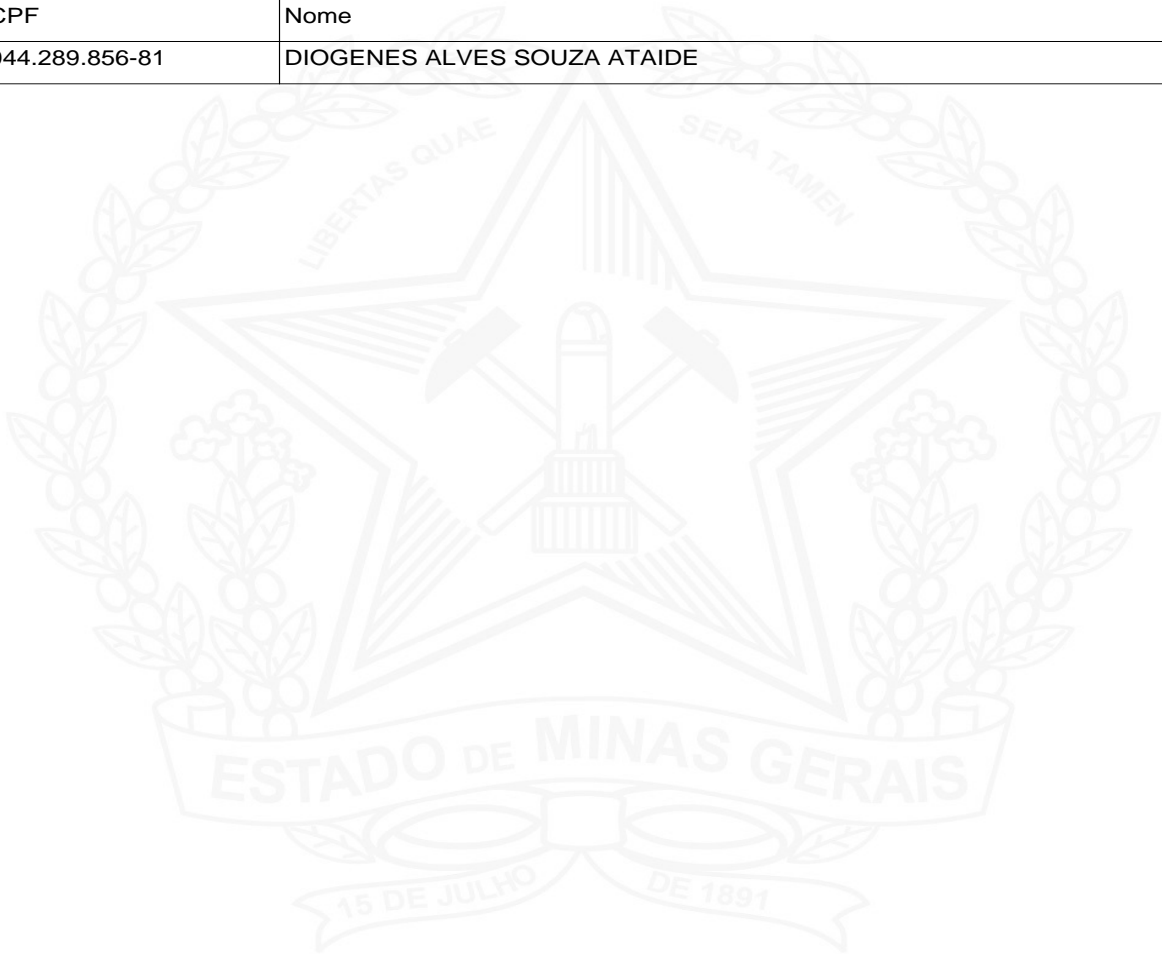 CPF Nome
044.289.856-81 DIOGENES ALVES SOUZA ATAIDE
LIBERTAS QUAE SERA TAMEN
ESTADO DE MINAS GERAIS
15 DE JULHO DE 1891